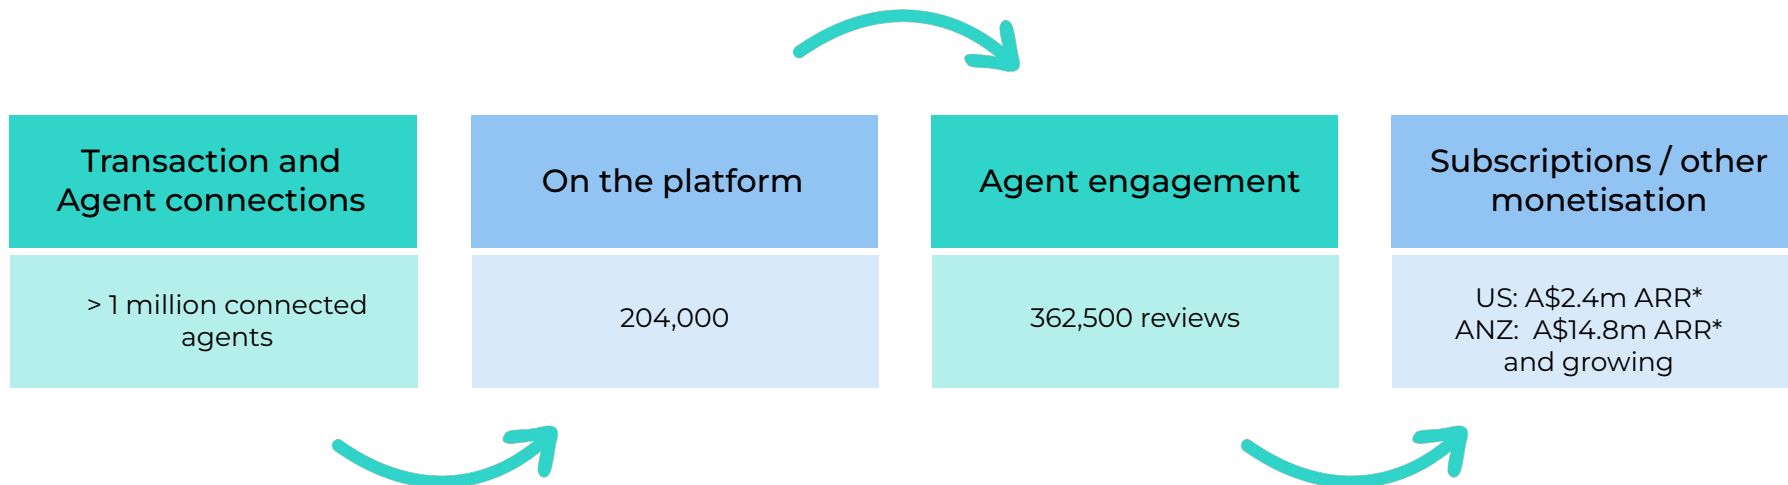 Transaction and
Agent connections
> 1 million connected
agents
On the platform
204,000
Agent engagement
362,500 reviews
Subscriptions / other
monetisation
US: A$2.4m ARR*
ANZ:  A$14.8m ARR*
and growing